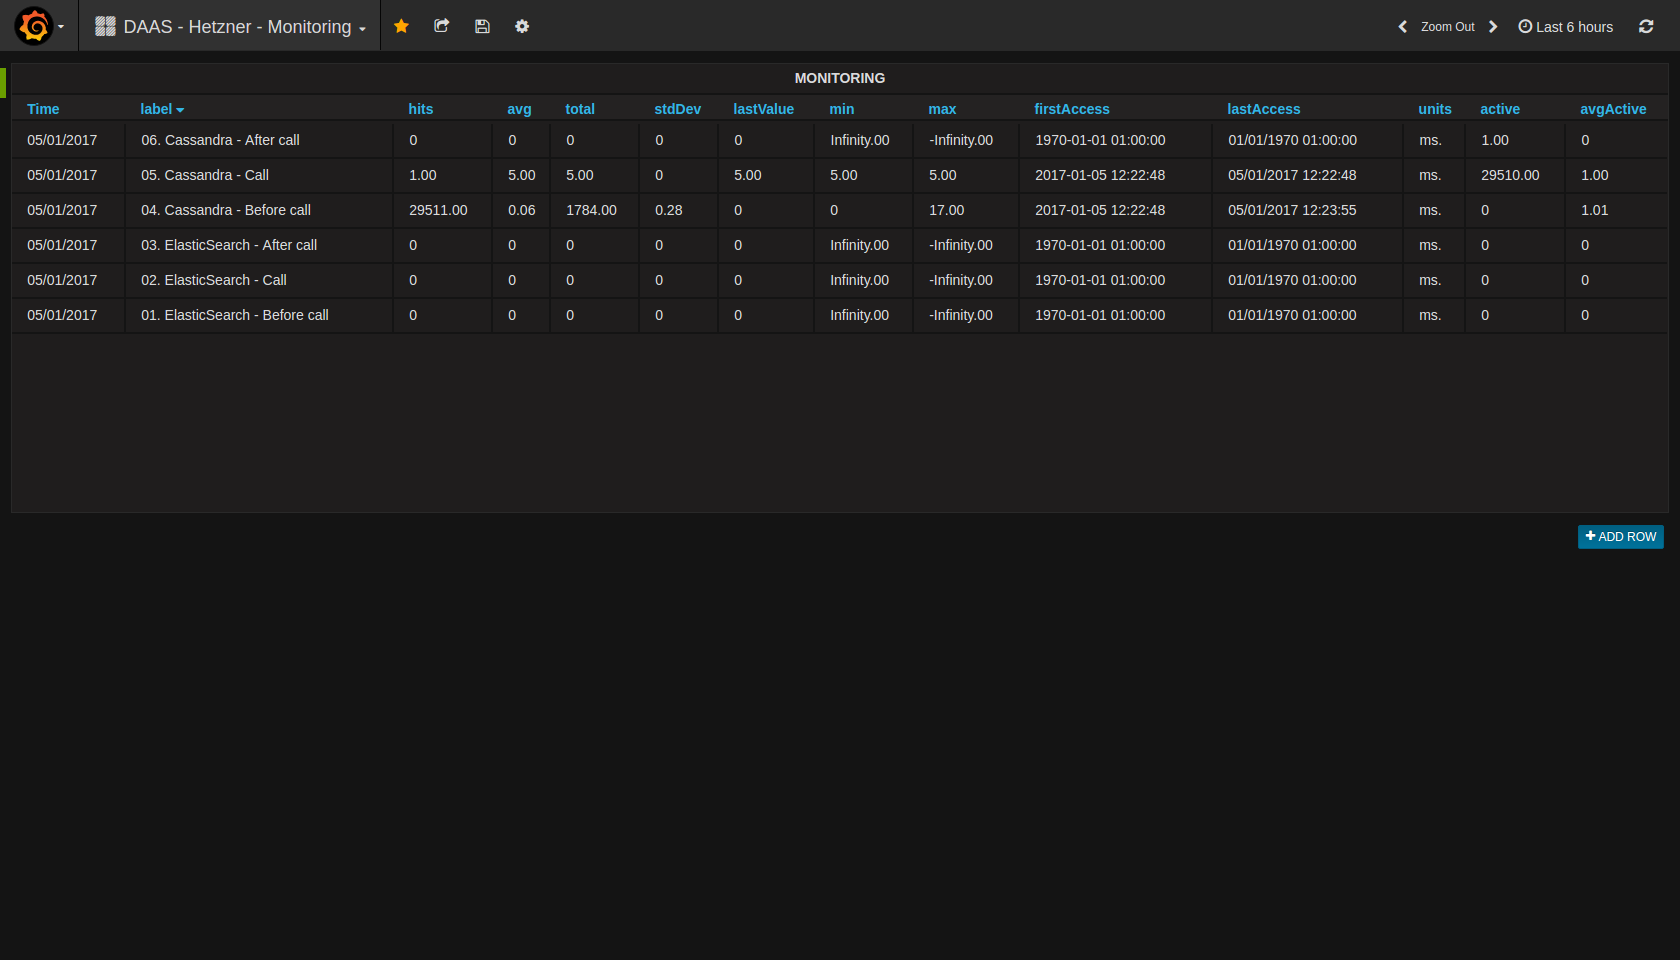 DAAS - Hetzner - Monitoring Zoom Out Last 6 hours
MONITORING
Time label hits avg total stdDev lastValue min max firstAccess lastAccess units active avgActive
05/01/2017 06. Cassandra - After call 0 0 0 0 0 Infinity.00 -Infinity.00 1970-01-01 01:00:00 01/01/1970 01:00:00 ms. 1.00 0
05/01/2017 05. Cassandra - Call 1.00 5.00 5.00 0 5.00 5.00 5.00 2017-01-05 12:22:48 05/01/2017 12:22:48 ms. 29510.00 1.00
05/01/2017 04. Cassandra - Before call 29511.00 0.06 1784.00 0.28 0 0 17.00 2017-01-05 12:22:48 05/01/2017 12:23:55 ms. 0 1.01
05/01/2017 03. ElasticSearch - After call 0 0 0 0 0 Infinity.00 -Infinity.00 1970-01-01 01:00:00 01/01/1970 01:00:00 ms. 0 0
05/01/2017 02. ElasticSearch - Call 0 0 0 0 0 Infinity.00 -Infinity.00 1970-01-01 01:00:00 01/01/1970 01:00:00 ms. 0 0
05/01/2017 01. ElasticSearch - Before call 0 0 0 0 0 Infinity.00 -Infinity.00 1970-01-01 01:00:00 01/01/1970 01:00:00 ms. 0 0
ADD ROW